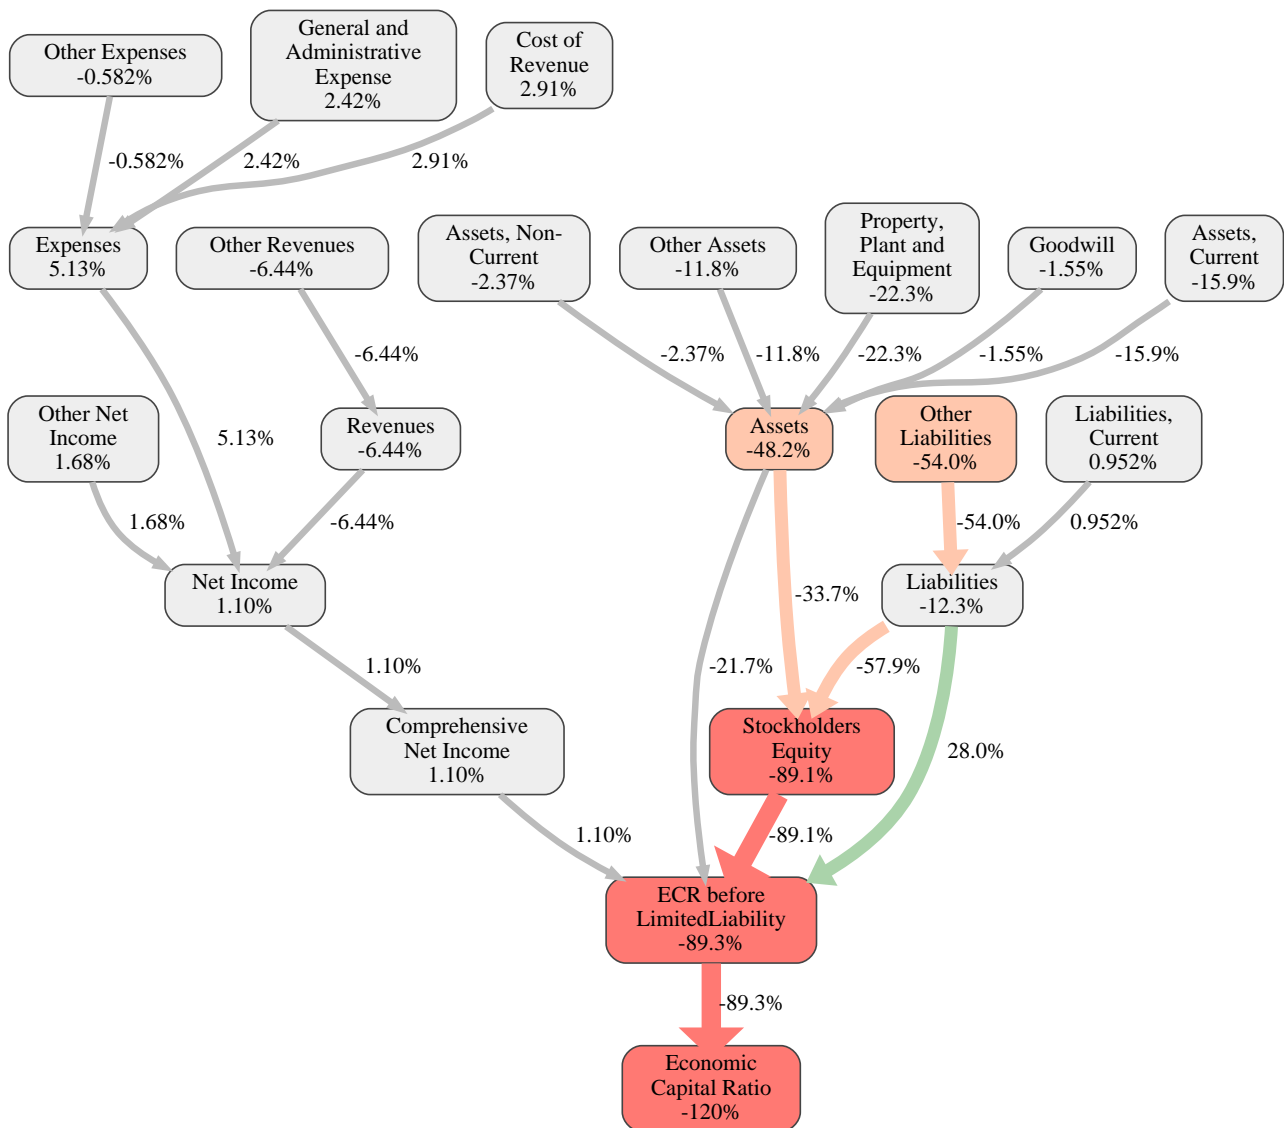 Other Expenses
-0.582%
General and
Administrative
Expense
2.42%
Cost of
Revenue
2.91%
-0.582%
2.42%
2.91%
Expenses
5.13%
Other Revenues
-6.44%
Assets, Non-
Current
-2.37%
Other Assets
-11.8%
Property,
Plant and
Equipment
-22.3%
Goodwill
-1.55%
Assets,
Current
-15.9%
-6.44%
-2.37%
-11.8%
-22.3%
-1.55%
-15.9%
Other Net
Income
1.68%
5.13%
Revenues
-6.44%
Assets
-48.2%
Other
Liabilities
-54.0%
Liabilities,
Current
0.952%
1.68%
-6.44%
-54.0%
0.952%
Net Income
1.10%
-33.7%
Liabilities
-12.3%
1.10%
-21.7%
-57.9%
Comprehensive
Net Income
1.10%
Stockholders
Equity
-89.1%
28.0%
1.10%
-89.1%
ECR before
LimitedLiability
-89.3%
-89.3%
Economic
Capital Ratio
-120%